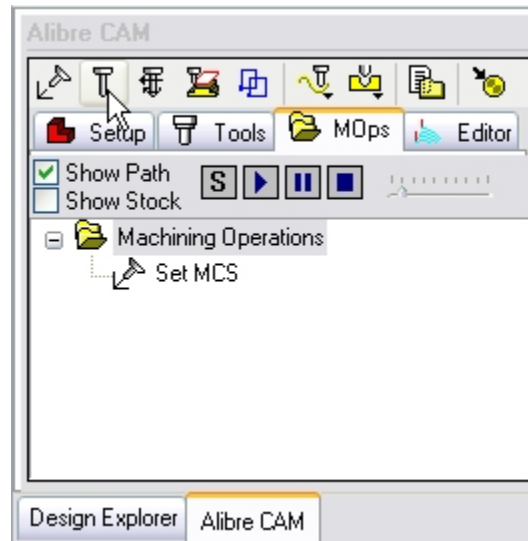 Alibre CAM
Setup Tools MOps Editor
Show Path
Show Stock
S
Machining Operations
Set MCS
Design Explorer Alibre CAM